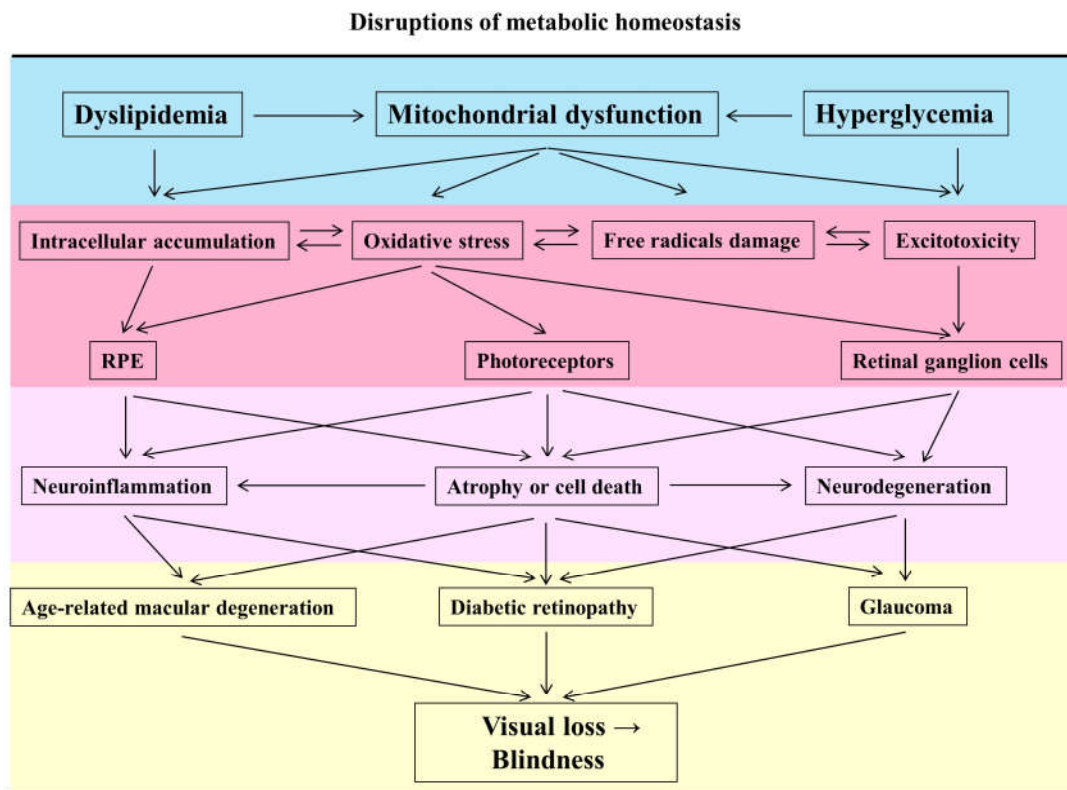 Disruptions of metabolic homeostasis
Dyslipidemia
Mitochondrial dysfunction
Hyperglycemia
Intracellular accumulation
Oxidative stress
Free radicals damage
Excitotoxicity
RPE
Photoreceptors
Retinal ganglion cells
Neuroinflammation
Atrophy or cell death
Neurodegeneration
Age-related macular degeneration
Diabetic retinopathy
Glaucoma
Visual loss →
Blindness